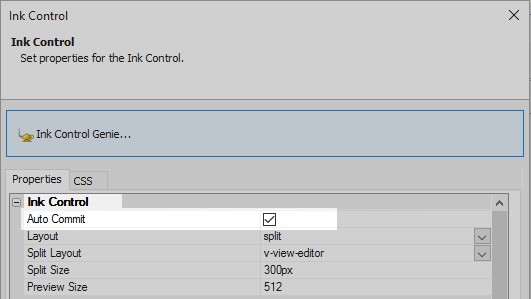 Ink Control
Ink Control
Set properties for the Ink Control.
Ink Control Genie...
Properties CSS
Ink Control
Auto Commit
Layout split
Split Layout v-view-editor
Split Size 300px
Preview Size 512